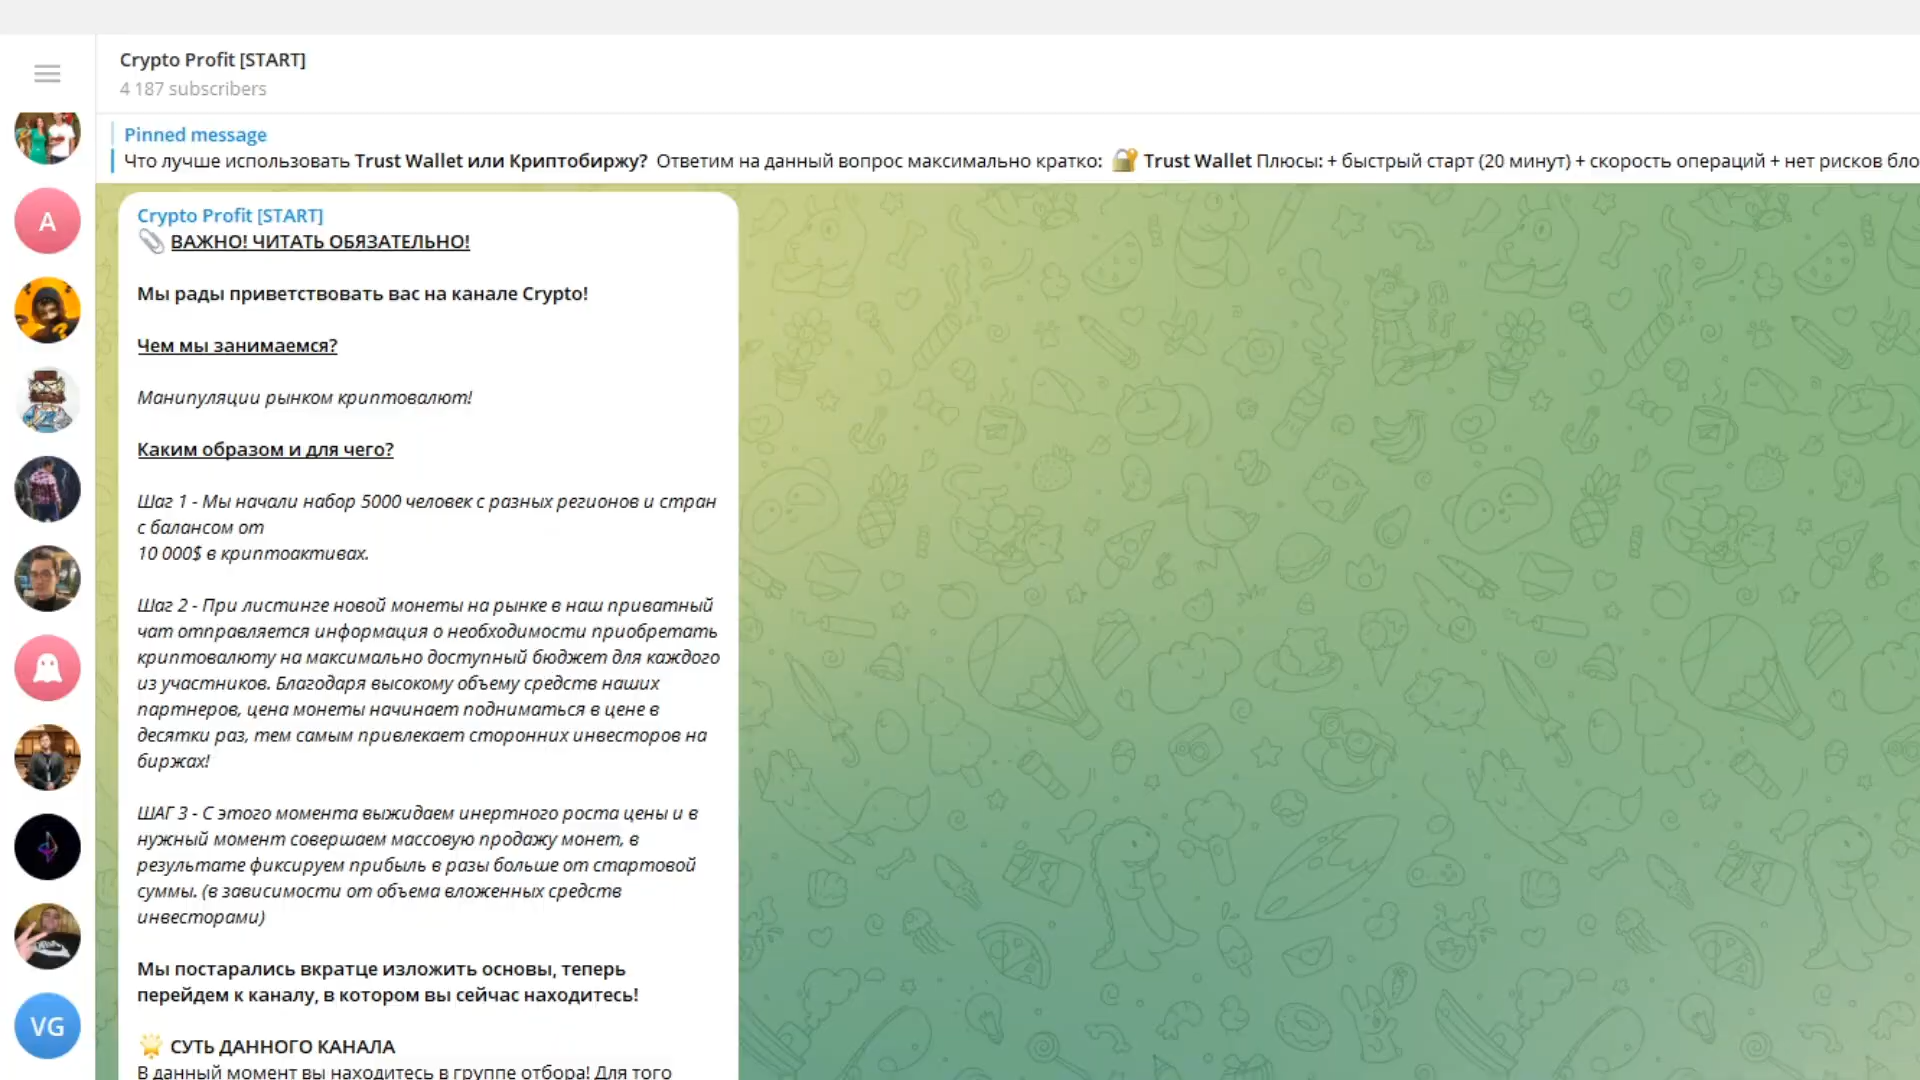 Crypto Profit [START]
4 187 subscribers
Pinned message
Что лучше использовать Trust Wallet или Криптобиржу? Ответим на данный вопрос максимально кратко: 🔐 Trust Wallet Плюсы: + быстрый старт (20 минут) + скорость операций + нет рисков бло
Crypto Profit [START]
📎 ВАЖНО! ЧИТАТЬ ОБЯЗАТЕЛЬНО!
Мы рады приветствовать вас на канале Crypto!
Чем мы занимаемся?
Манипуляции рынком криптовалют!
Каким образом и для чего?
Шаг 1 - Мы начали набор 5000 человек с разных регионов и стран
с балансом от
10 000$ в криптоактивах.
Шаг 2 - При листинге новой монеты на рынке в наш приватный
чат отправляется информация о необходимости приобретать
криптовалюту на максимально доступный бюджет для каждого
из участников. Благодаря высокому объему средств наших
партнеров, цена монеты начинает подниматься в цене в
десятки раз, тем самым привлекает сторонних инвесторов на
биржах!
ШАГ 3 - С этого момента выжидаем инертного роста цены и в
нужный момент совершаем массовую продажу монет, в
результате фиксируем прибыль в разы больше от стартовой
суммы. (в зависимости от объема вложенных средств
инвесторами)
Мы постарались вкратце изложить основы, теперь
перейдем к каналу, в котором вы сейчас находитесь!
🌟 СУТЬ ДАННОГО КАНАЛА
В данный момент вы находитесь в группе отбора! Для того
A
VG